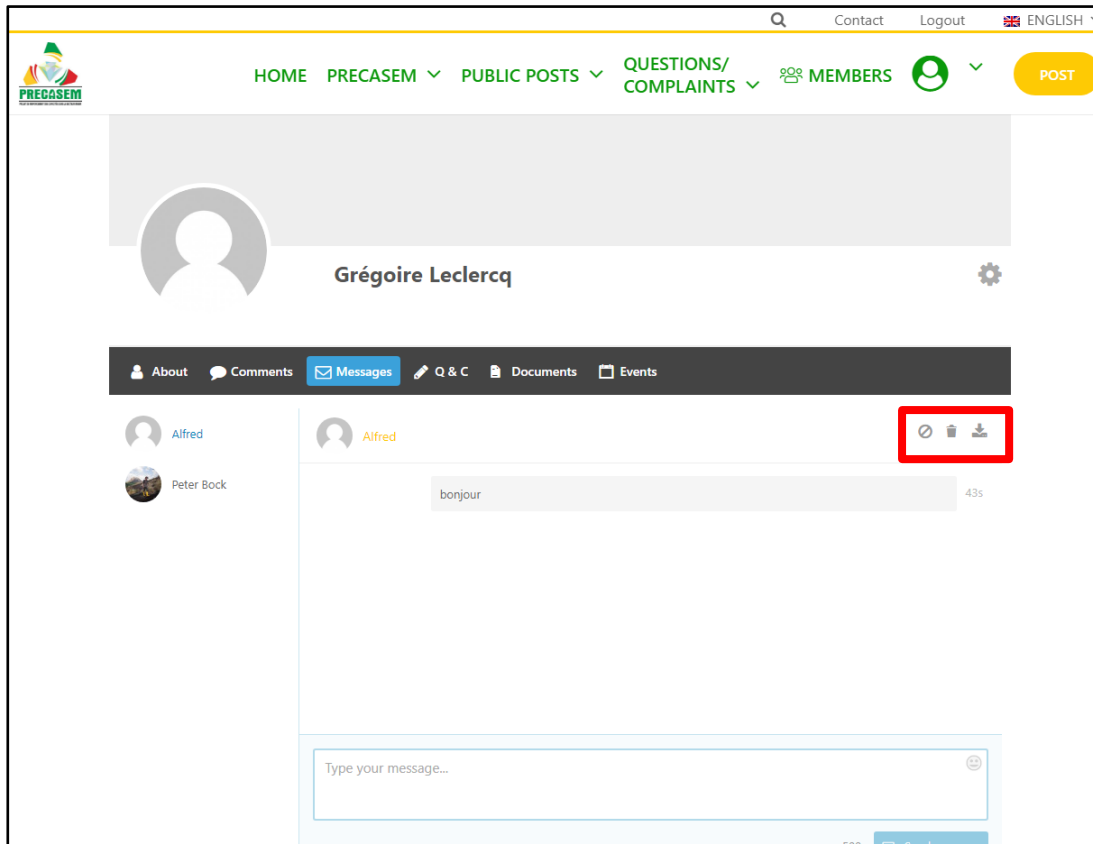 Contact Logout ENGLISH
PRECASEM
HOME PRECASEM PUBLIC POSTS QUESTIONS/
COMPLAINTS MEMBERS POST
Grégoire Leclercq
About Comments Messages Q & C Documents Events
Alfred
Peter Bock
Alfred
bonjour 43s
Type your message...